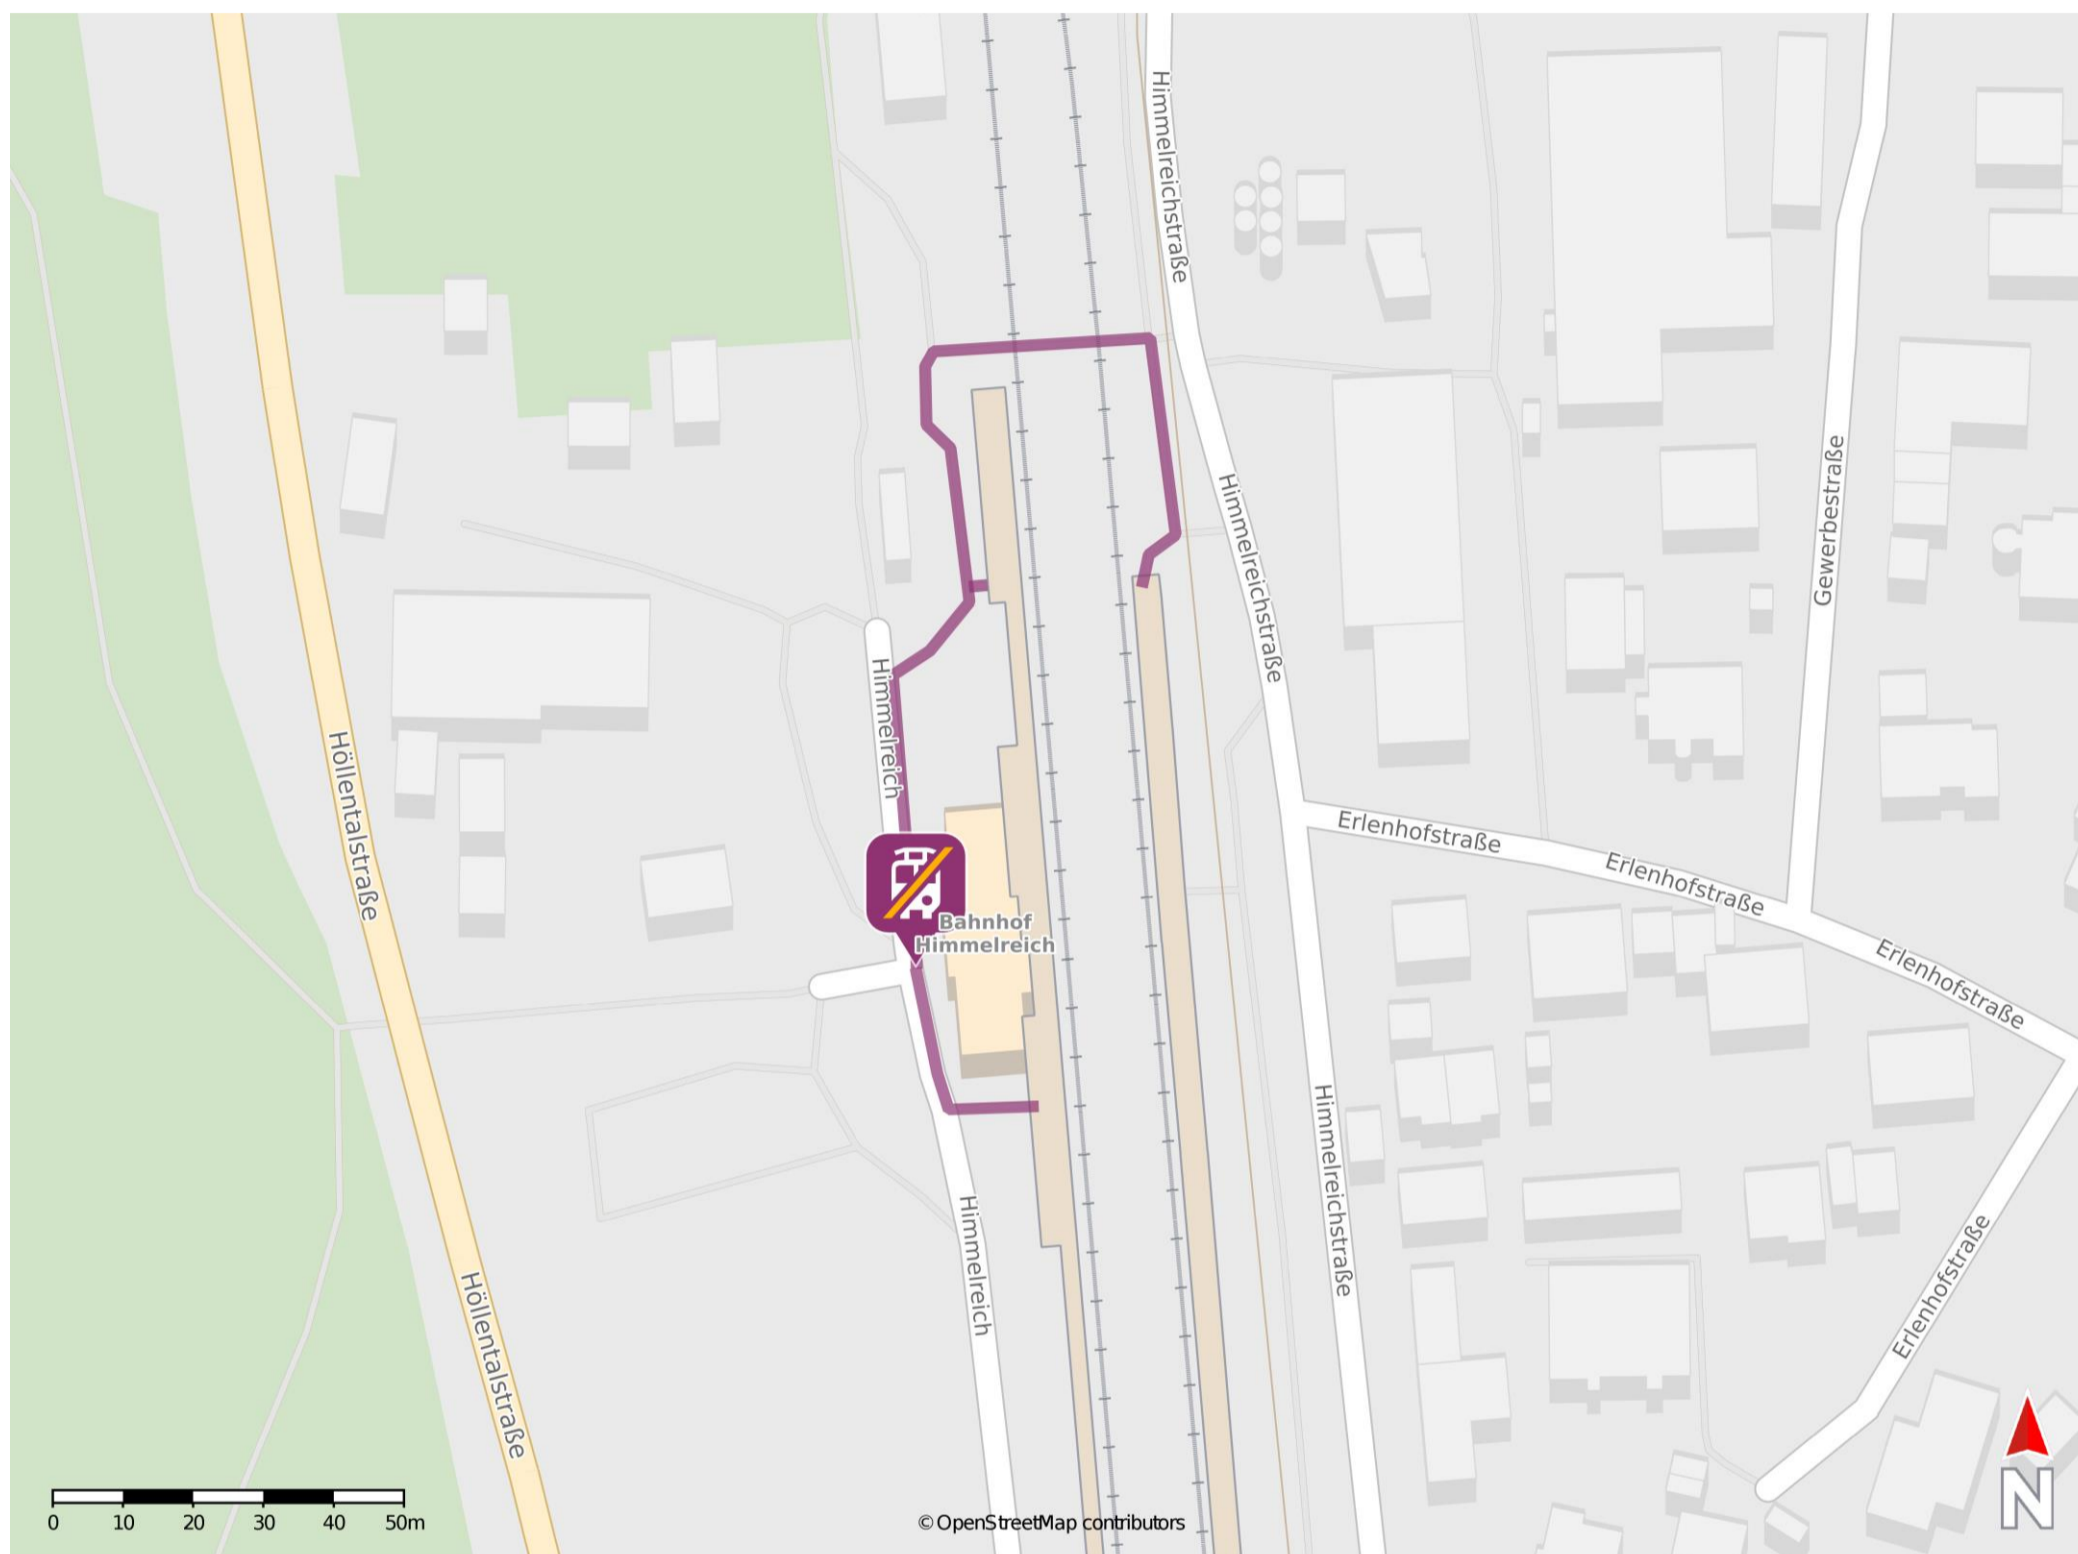 Himmelreichstraße
Himmelreichstraße
Gewerbestraße
Himmelreich
Höllentalstraße
Erlenhofstraße
Erlenhofstraße
Bahnhof
Himmelreich
Erlenhofstraße
Himmelreichstraße
Himmelreich
Erlenhofstraße
Höllentalstraße
0 10 20 30 40 50m
© OpenStreetMap contributors
N